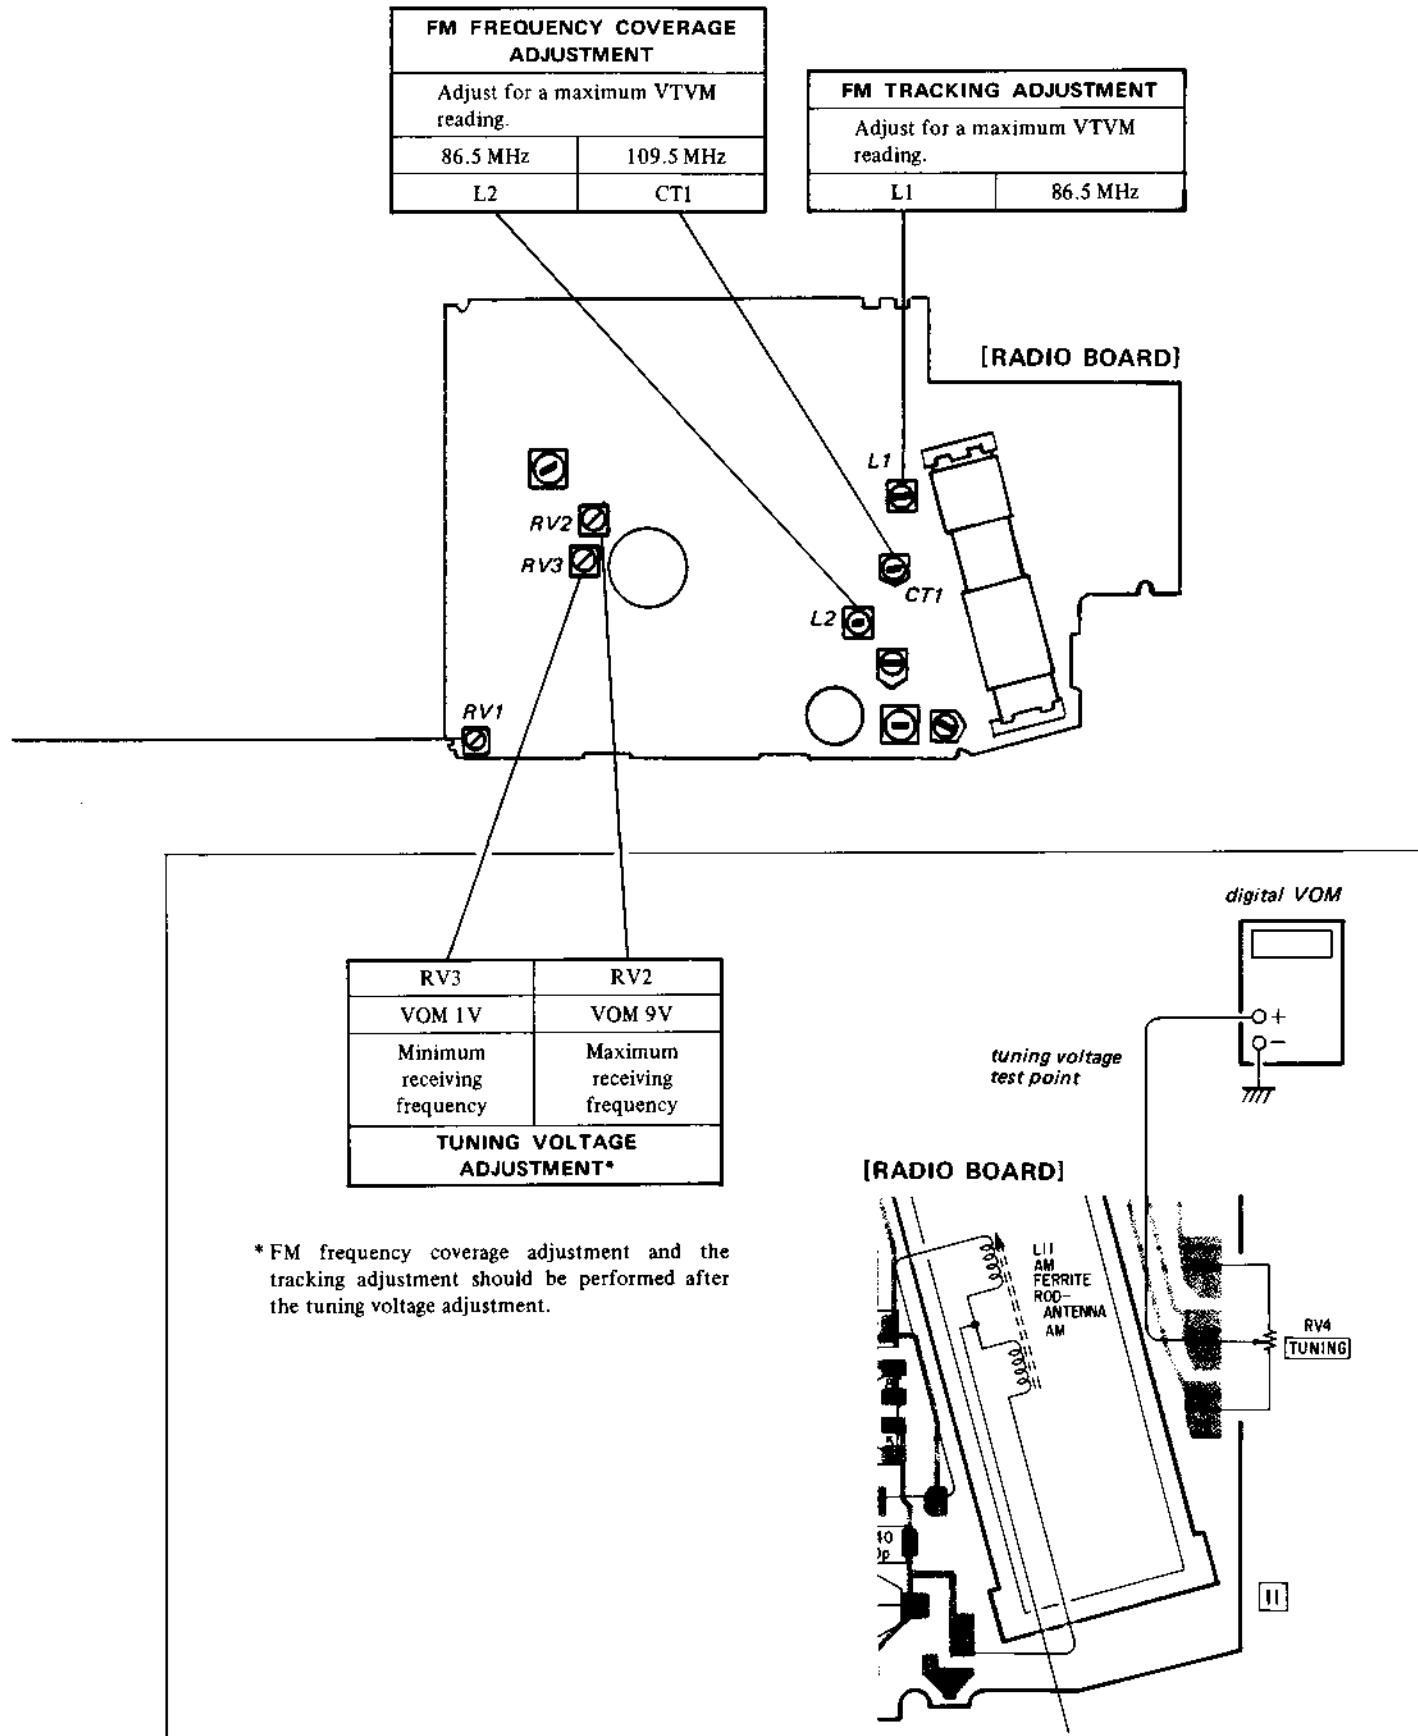 FM FREQUENCY COVERAGE
ADJUSTMENT
Adjust for a maximum VTVM
reading.
86.5 MHz 109.5 MHz
L2 CT1
FM TRACKING ADJUSTMENT
Adjust for a maximum VTVM
reading.
L1 86.5 MHz
[RADIO BOARD]
L1
RV2
RV3
CT1
L2
RV1
RV3 RV2
VOM 1V VOM 9V
Minimum Maximum
receiving receiving
frequency frequency
TUNING VOLTAGE
ADJUSTMENT*
* FM frequency coverage adjustment and the
tracking adjustment should be performed after
the tuning voltage adjustment.
digital VOM
+
−
tuning voltage
test point
[RADIO BOARD]
L11
AM
FERRITE
ROD-
ANTENNA
AM
RV4
TUNING
11